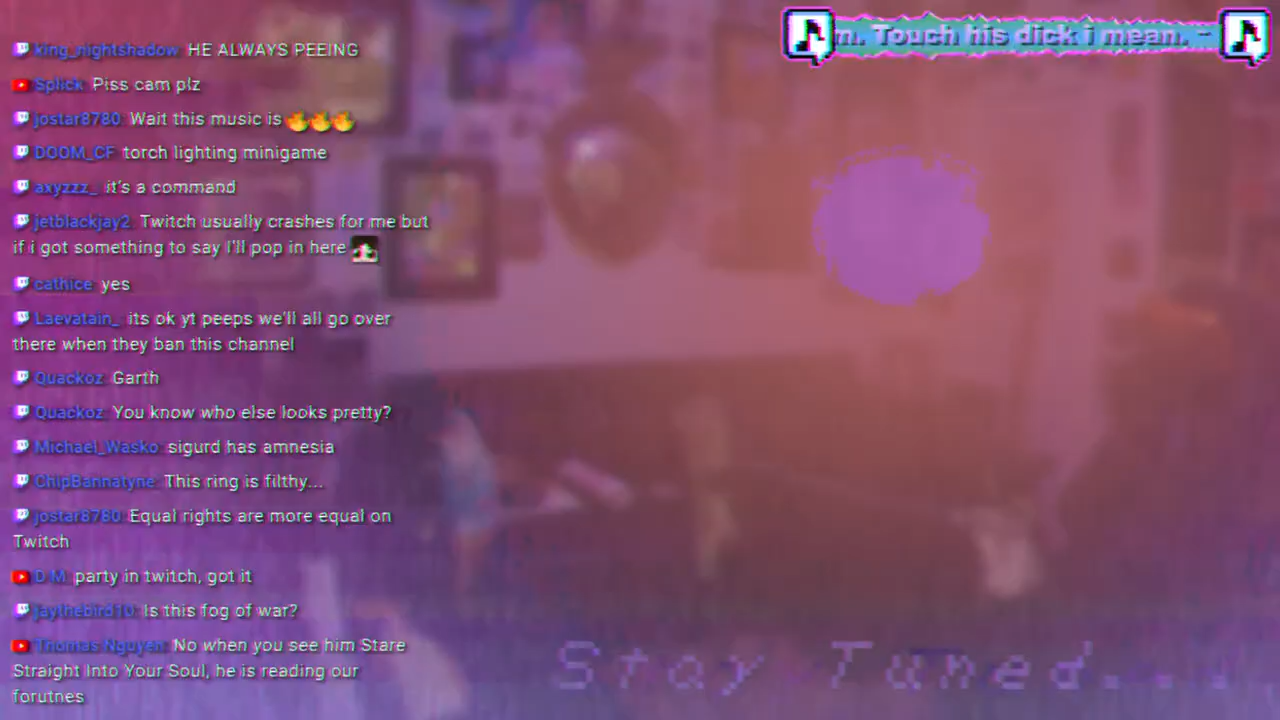 m. Touch his dick i mean. ~
king_nightshadow HE ALWAYS PEEING
Splick Piss cam plz
jostar8780: Wait this music is 🔥🔥🔥
DOOM_CF torch lighting minigame
axyzzz_ it's a command
jetblackjay2: Twitch usually crashes for me but
if i got something to say I'll pop in here
cathice yes
Laevatain_ its ok yt peeps we'll all go over
there when they ban this channel
Quackoz: Garth
Quackoz: You know who else looks pretty?
Michael_Wasko: sigurd has amnesia
ChipBannatyne: This ring is filthy...
jostar8780: Equal rights are more equal on
Twitch
D M: party in twitch, got it
jaythebird10: Is this fog of war?
Thomas Nguyen: No when you see him Stare
Straight Into Your Soul, he is reading our
forutnes
Stay Tuned...